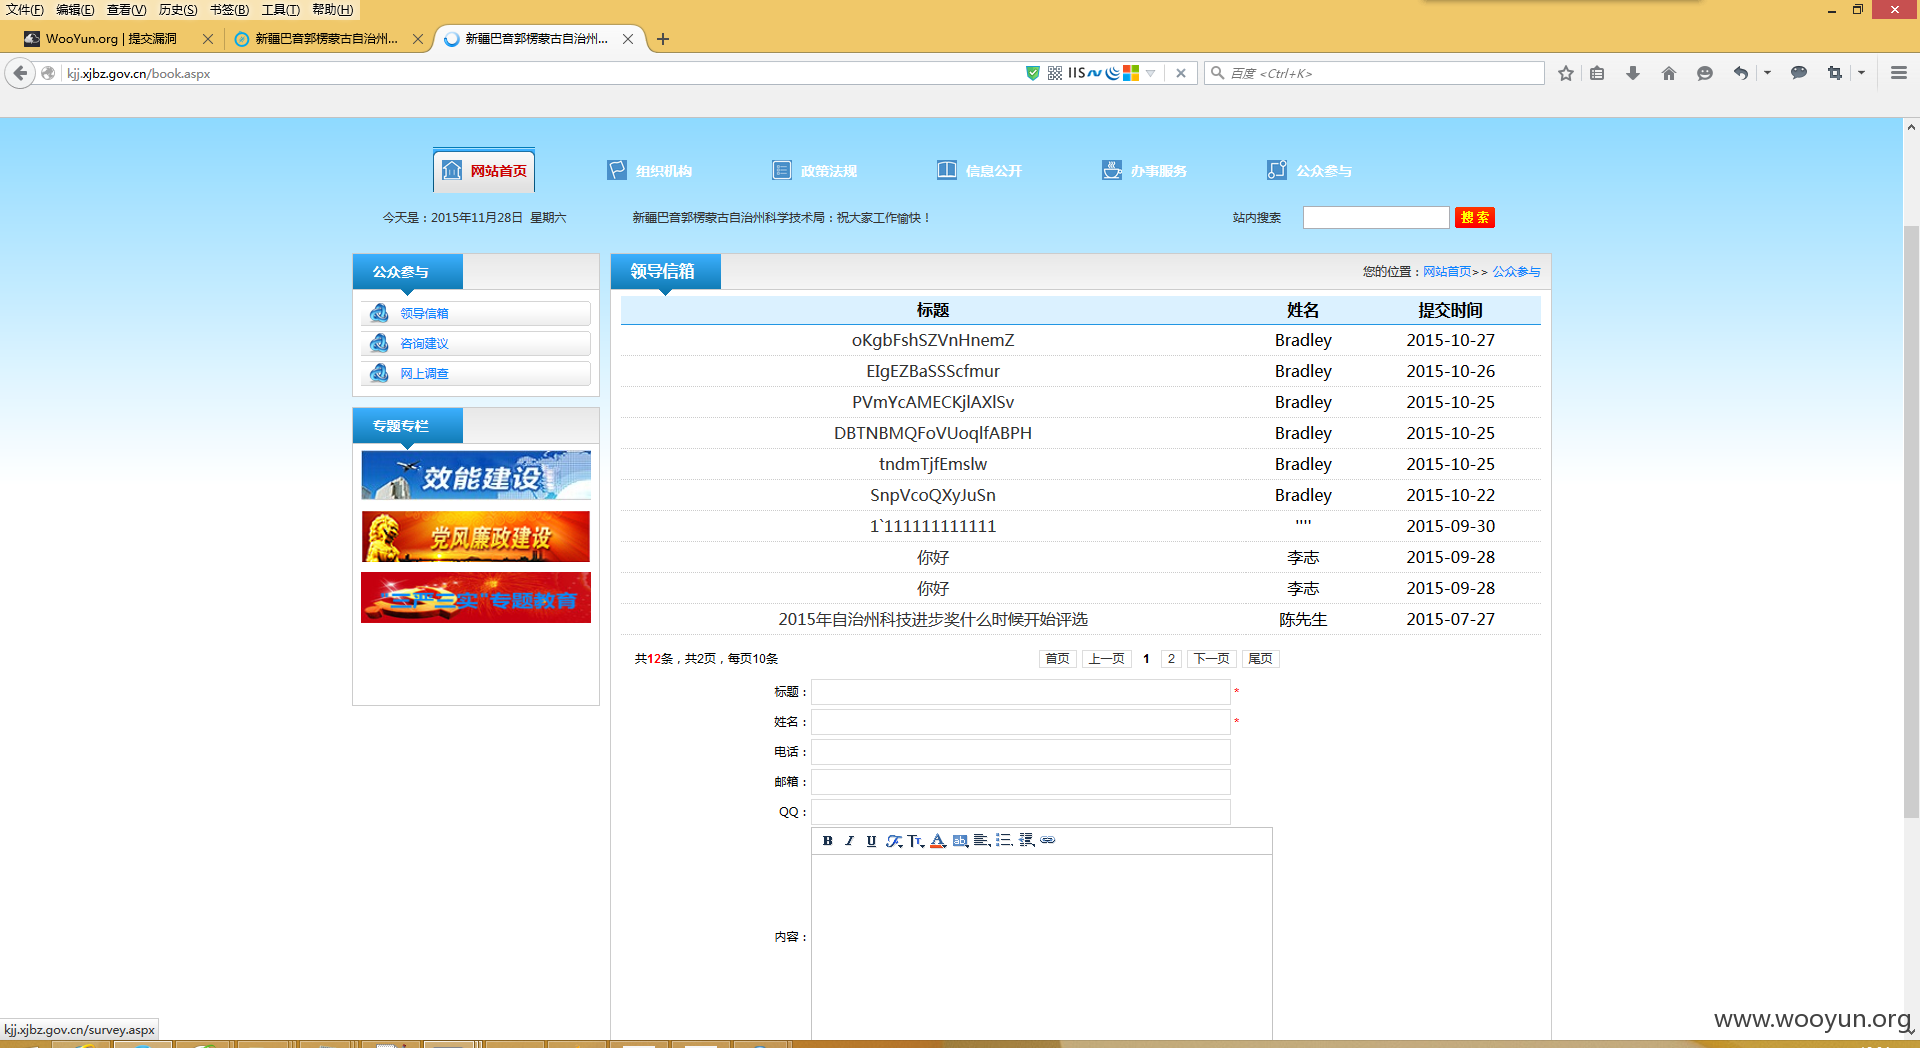 文件(F) 编辑(E) 查看(V) 历史(S) 书签(B) 工具(T) 帮助(H)
WooYun.org | 提交漏洞
新疆巴音郭楞蒙古自治州...
新疆巴音郭楞蒙古自治州...
kjj.xjbz.gov.cn/book.aspx
IIS
百度 <Ctrl+K>
网站首页
组织机构
政策法规
信息公开
办事服务
公众参与
今天是：2015年11月28日 星期六
新疆巴音郭楞蒙古自治州科学技术局：祝大家工作愉快！
站内搜索
搜 索
公众参与
领导信箱
咨询建议
网上调查
专题专栏
效能建设
党风廉政建设
"三严三实"专题教育
领导信箱
您的位置：网站首页>> 公众参与
标题 姓名 提交时间
oKgbFshSZVnHnemZ Bradley 2015-10-27
EIgEZBaSSScfmur Bradley 2015-10-26
PVmYcAMECKjlAXlSv Bradley 2015-10-25
DBTNBMQFoVUoqlfABPH Bradley 2015-10-25
tndmTjfEmslw Bradley 2015-10-25
SnpVcoQXyJuSn Bradley 2015-10-22
1`111111111111 '''' 2015-09-30
你好 李志 2015-09-28
你好 李志 2015-09-28
2015年自治州科技进步奖什么时候开始评选 陈先生 2015-07-27
共12条，共2页，每页10条
首页 上一页 1 2 下一页 尾页
标题： *
姓名： *
电话：
邮箱：
QQ：
内容：
kjj.xjbz.gov.cn/survey.aspx
www.wooyun.org